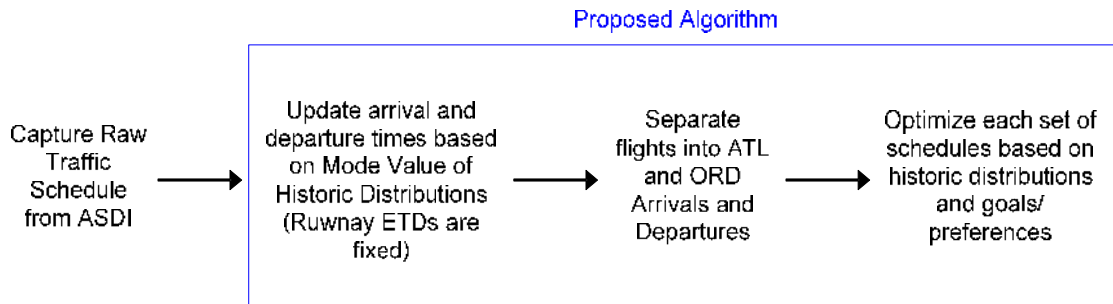 Proposed Algorithm
Capture Raw
Traffic
Schedule
from ASDI
Update arrival and
departure times based
on Mode Value of
Historic Distributions
(Ruwnay ETDs are
fixed)
Separate
flights into ATL
and ORD
Arrivals and
Departures
Optimize each set of
schedules based on
historic distributions
and goals/
preferences